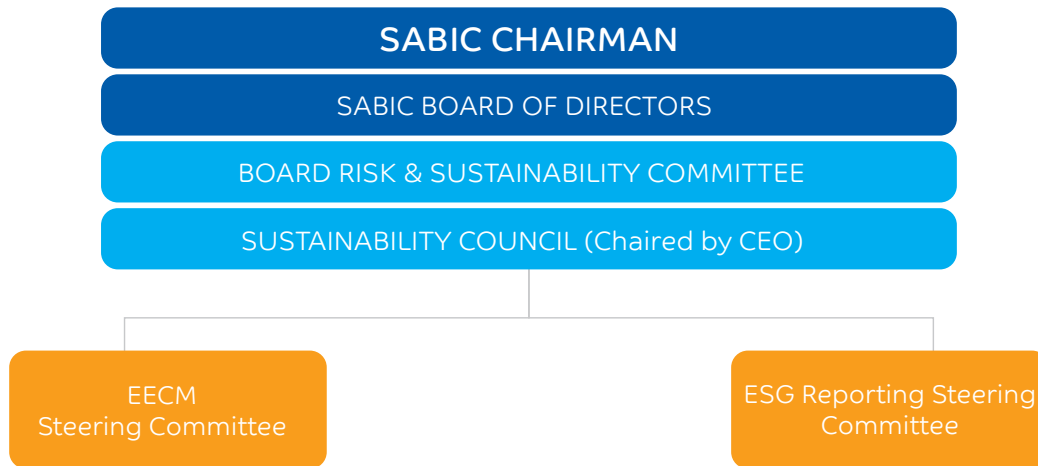 SABIC CHAIRMAN
SABIC BOARD OF DIRECTORS
BOARD RISK & SUSTAINABILITY COMMITTEE
SUSTAINABILITY COUNCIL (Chaired by CEO)
EECM
Steering Committee
ESG Reporting Steering
Committee